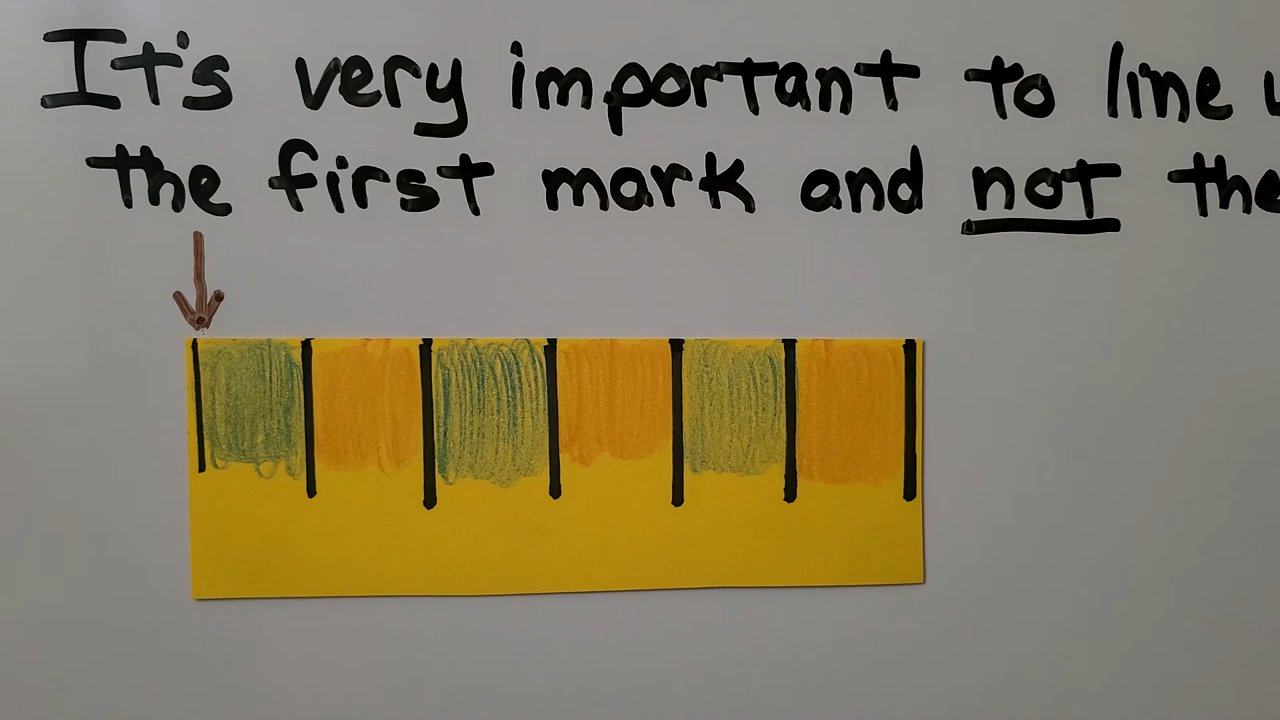 It's very important to line
the first mark and not the